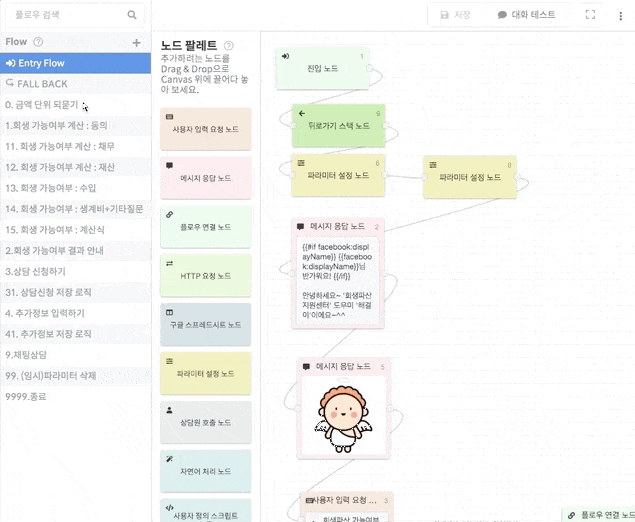 플로우 검색
저장
대화 테스트
Flow
Entry Flow
FALL BACK
0. 금액 단위 되묻기
1.회생 가능여부 계산 : 동의
11. 회생 가능여부 계산 : 채무
12. 회생 가능여부 계산 : 재산
13. 회생 가능여부 : 수입
14. 회생 가능여부 : 생계비+기타질문
15. 회생 가능여부 : 계산식
2.회생 가능여부 결과 안내
3.상담 신청하기
31. 상담신청 저장 로직
4. 추가정보 입력하기
41. 추가정보 저장 로직
9.채팅상담
99. (임시)파라미터 삭제
9999.종료
노드 팔레트
추가하려는 노드를
Drag & Drop으로
Canvas 위에 끌어다 놓
아 보세요.
사용자 입력 요청 노드
메시지 응답 노드
플로우 연결 노드
HTTP 요청 노드
구글 스프레드시트 노드
파라미터 설정 노드
상담원 호출 노드
자연어 처리 노드
사용자 정의 스크립트
1
진입 노드
9
뒤로가기 스택 노드
6
파라미터 설정 노드
8
파라미터 설정 노드
메시지 응답 노드 2
{{#if facebook:displ
ayName}} {{faceboo
k:displayName}}님
반가워요! {{/if}}
안녕하세요~ '회생파산
지원센터' 도우미 '혀결
이'이예요~^^
메시지 응답 노드 5
사용자 입력 요청 ... 3
회생파산 가능여부
플로우 연결 노드